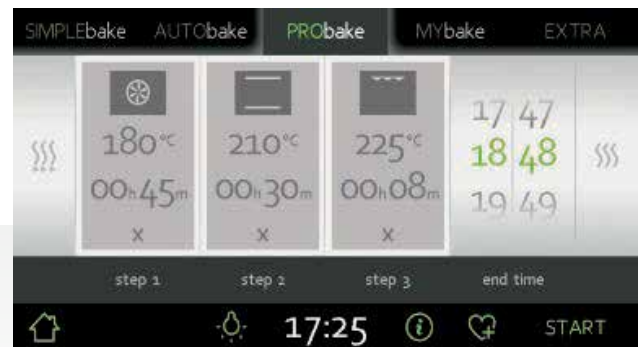 SIMPLEbake AUTObake PRObake MYbake EXTRA
180°C 210°C 225°C 17 47
18 48
00h45m 00h30m 00h08m 19 49
x x x
step 1 step 2 step 3 end time
17:25 i START